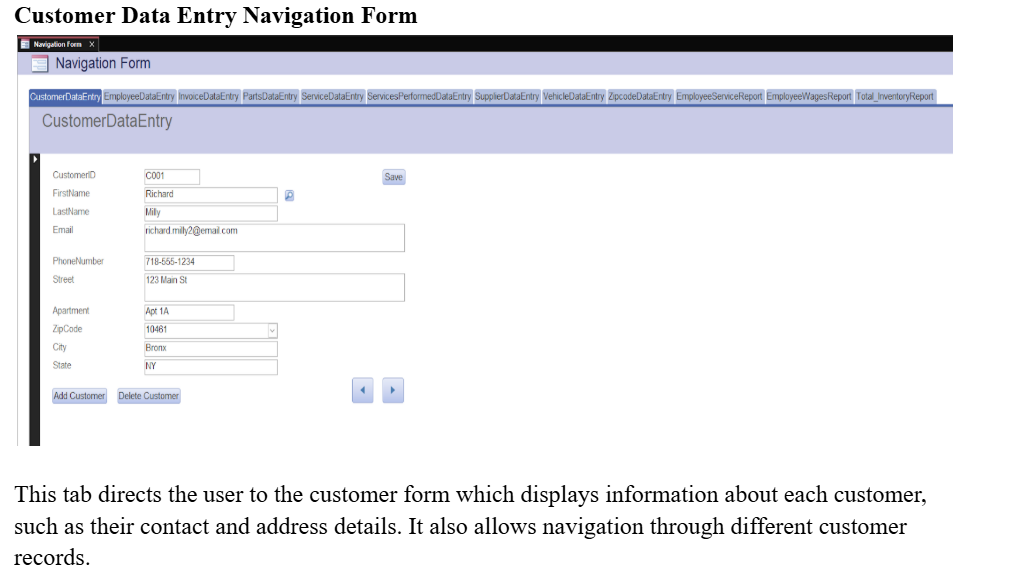 Customer Data Entry Navigation Form
Navigation Form X
Navigation Form
CustomerDataEntry EmployeeDataEntry InvoiceDataEntry PartsDataEntry ServiceDataEntry ServicesPerformedDataEntry SupplierDataEntry VehicleDataEntry ZipcodeDataEntry EmployeeServiceReport EmployeeWagesReport Total_InventoryReport
CustomerDataEntry
CustomerID C001 Save
FirstName Richard
LastName Milly
Email richard.milly2@email.com
PhoneNumber 718-555-1234
Street 123 Main St
Apartment Apt 1A
ZipCode 10461
City Bronx
State NY
Add Customer Delete Customer
This tab directs the user to the customer form which displays information about each customer,
such as their contact and address details. It also allows navigation through different customer
records.